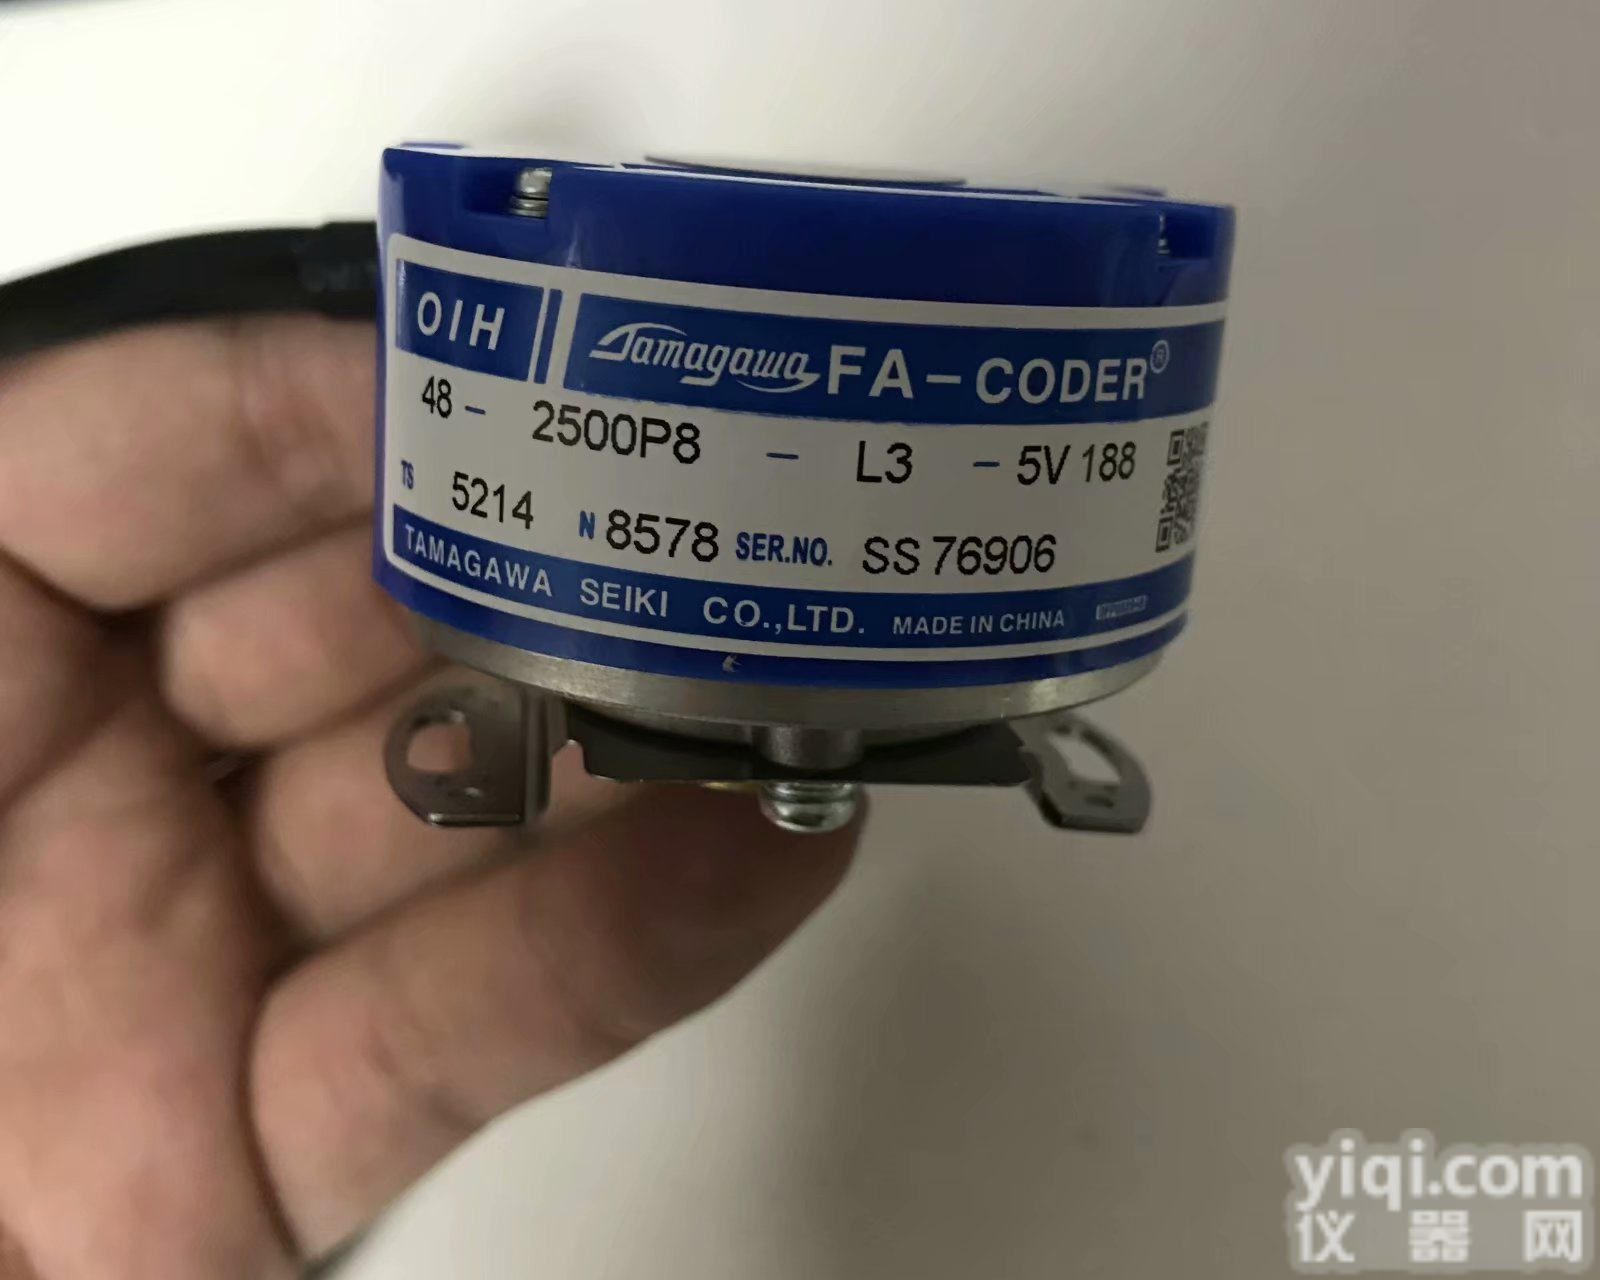 OIH Tamagawa FA-CODER®
48- 2500P8 - L3 - 5V 188
TS 5214 N 8578 SER.NO. SS 76906
TAMAGAWA SEIKI CO.,LTD. MADE IN CHINA
yiqi.com
仪器网